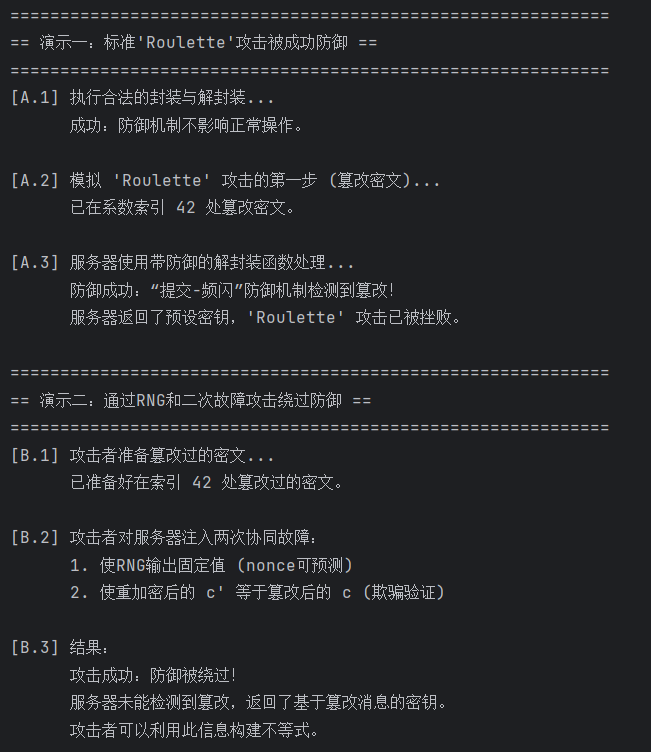 ============================================================
== 演示一：标准'Roulette'攻击被成功防御 ==
============================================================
[A.1] 执行合法的封装与解封装...
成功：防御机制不影响正常操作。
[A.2] 模拟 'Roulette' 攻击的第一步 (篡改密文)...
已在系数索引 42 处篡改密文。
[A.3] 服务器使用带防御的解封装函数处理...
防御成功：“提交-频闪”防御机制检测到篡改!
服务器返回了预设密钥，'Roulette' 攻击已被挫败。
============================================================
== 演示二：通过RNG和二次故障攻击绕过防御 ==
============================================================
[B.1] 攻击者准备篡改过的密文...
已准备好在索引 42 处篡改过的密文。
[B.2] 攻击者对服务器注入两次协同故障：
1. 使RNG输出固定值 (nonce可预测)
2. 使重加密后的 c' 等于篡改后的 c (欺骗验证)
[B.3] 结果：
攻击成功：防御被绕过!
服务器未能检测到篡改，返回了基于篡改消息的密钥。
攻击者可以利用此信息构建不等式。